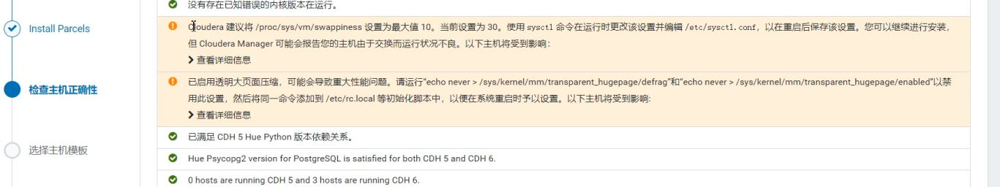 没有存在已知错误的内核版本在运行。
Install Parcels
Cloudera 建议将 /proc/sys/vm/swappiness 设置为最大值 10。当前设置为 30。使用 sysctl 命令在运行时更改该设置并编辑 /etc/sysctl.conf，以在重启后保存该设置。您可以继续进行安装，
但 Cloudera Manager 可能会报告您的主机由于交换而运行状况不良。以下主机将受到影响：
查看详细信息
检查主机正确性
已启用透明大页面压缩，可能会导致重大性能问题。请运行“echo never > /sys/kernel/mm/transparent_hugepage/defrag”和“echo never > /sys/kernel/mm/transparent_hugepage/enabled”以禁
用此设置，然后将同一命令添加到 /etc/rc.local 等初始化脚本中，以便在系统重启时予以设置。以下主机将受到影响:
查看详细信息
已满足 CDH 5 Hue Python 版本依赖关系。
选择主机模板
Hue Psycopg2 version for PostgreSQL is satisfied for both CDH 5 and CDH 6.
0 hosts are running CDH 5 and 3 hosts are running CDH 6.